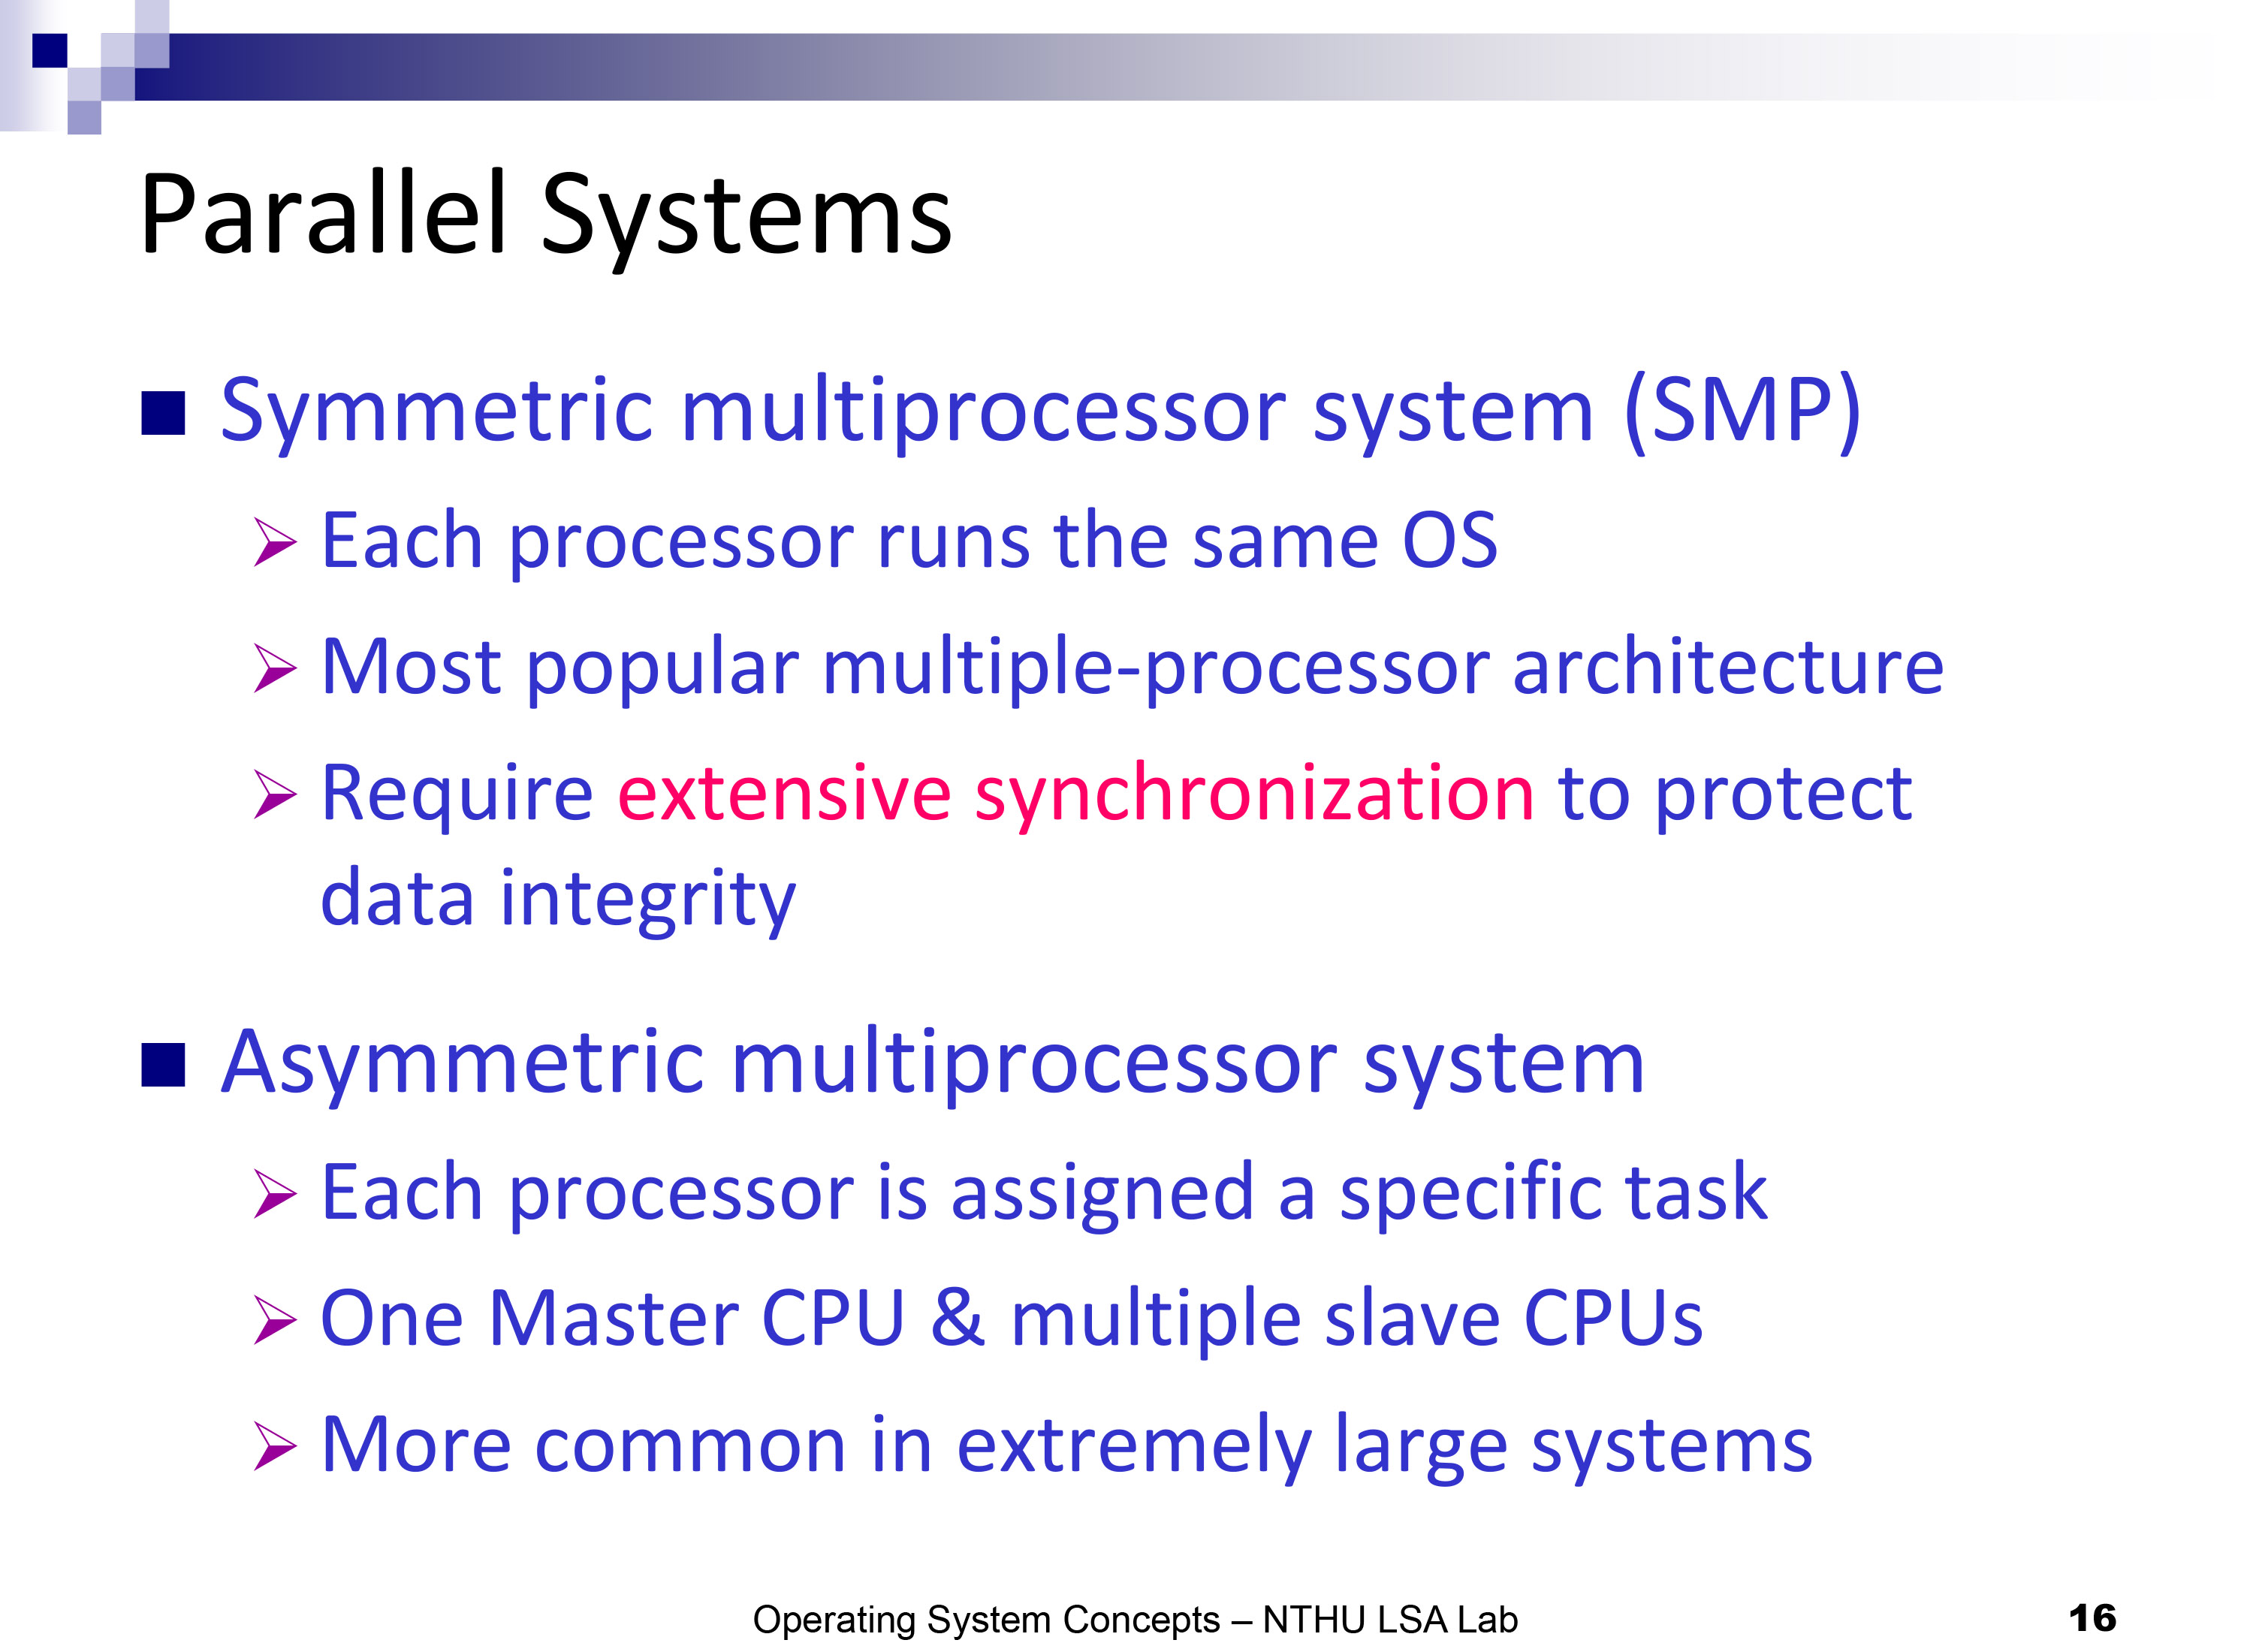 Parallel Systems
Symmetric multiprocessor system (SMP)
Each processor runs the same OS
Most popular multiple-processor architecture
Require extensive synchronization to protect
data integrity
Asymmetric multiprocessor system
Each processor is assigned a specific task
One Master CPU & multiple slave CPUs
More common in extremely large systems
Operating System Concepts – NTHU LSA Lab
16